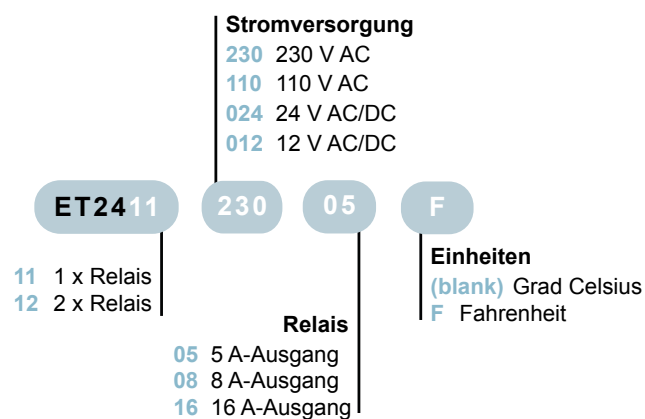 Stromversorgung
230 230 V AC
110 110 V AC
024 24 V AC/DC
012 12 V AC/DC
ET2411 230 05 F
11 1 x Relais
12 2 x Relais
Relais
05 5 A-Ausgang
08 8 A-Ausgang
16 16 A-Ausgang
Einheiten
(blank) Grad Celsius
F Fahrenheit